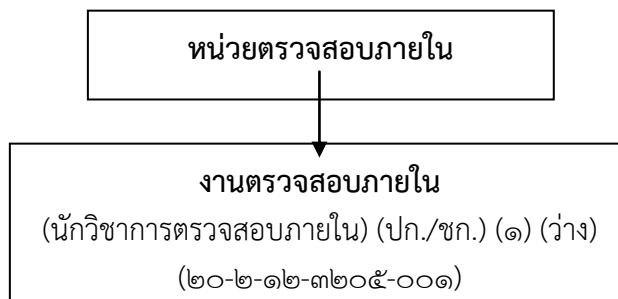 หน่วยตรวจสอบภายใน
งานตรวจสอบภายใน
(นักวิชาการตรวจสอบภายใน) (ปก./ชก.) (๑) (ว่าง)
(๒๐-๒-๑๒-๓๒๐๕-๐๐๑)